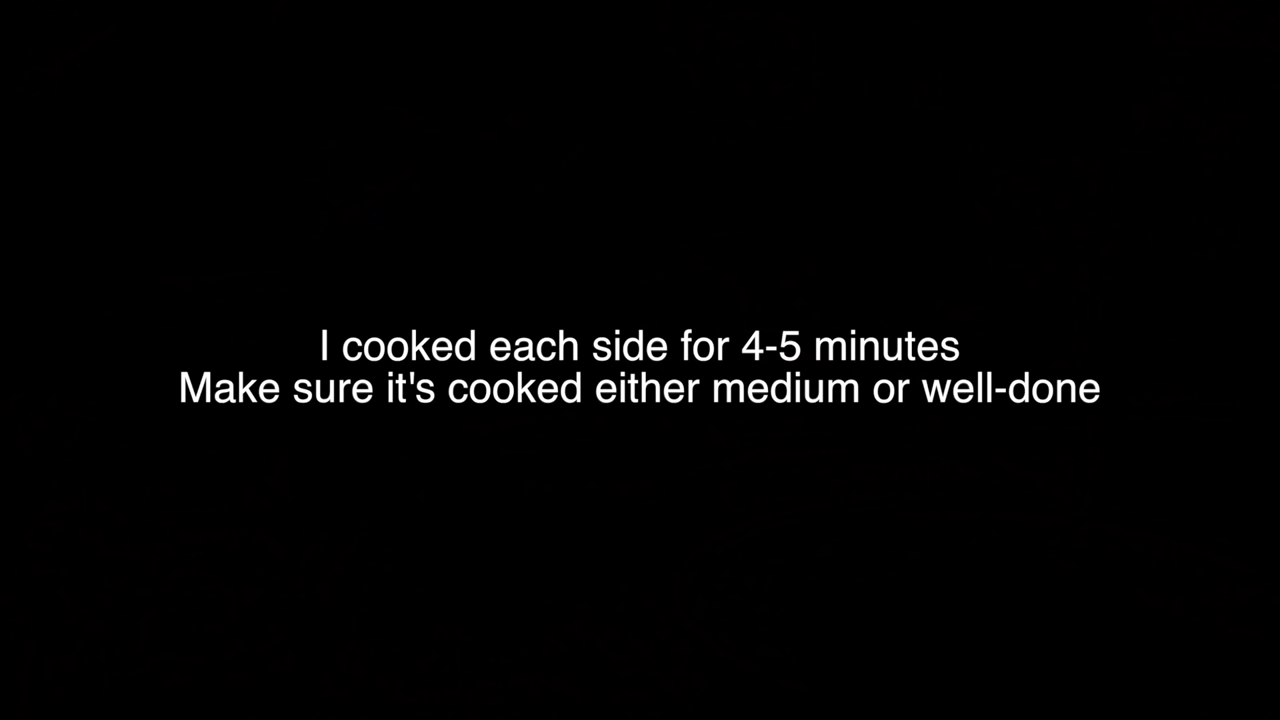 I cooked each side for 4-5 minutes
Make sure it's cooked either medium or well-done